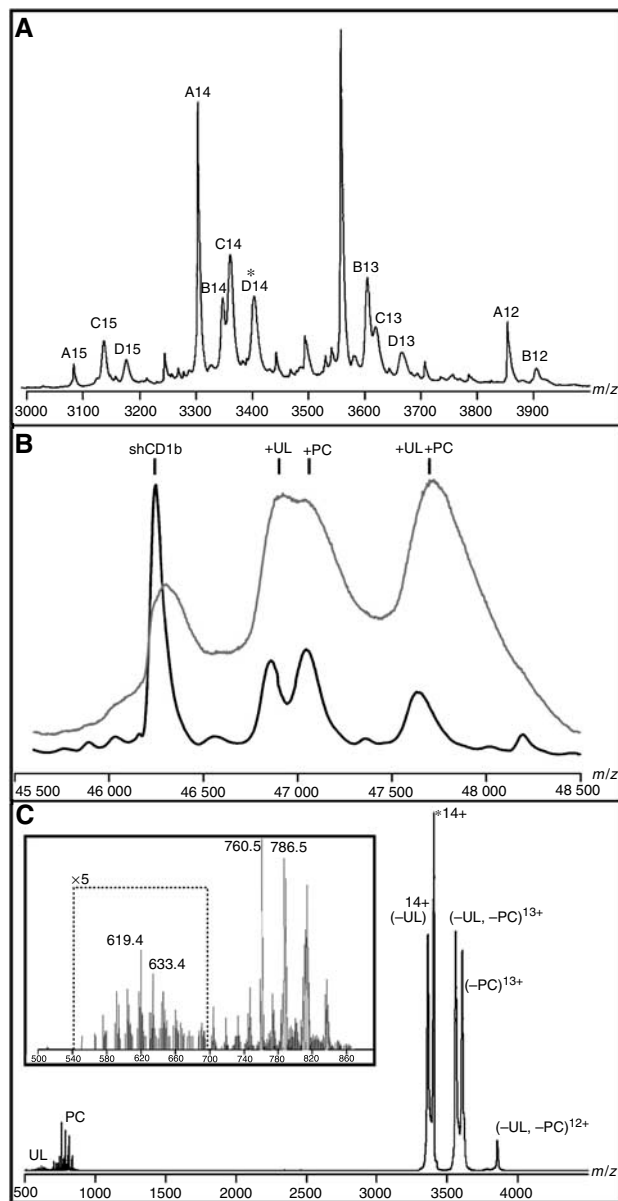 A
A14
C14
B14
*
D14
C15
A15
D15
B13
C13
D13
A12
B12
3000 3100 3200 3300 3400 3500 3600 3700 3800 3900
m/z
B
shCD1b
+UL
+PC
+UL +PC
45 500 46 000 46 500 47 000 47 500 48 000 48 500
m/z
C
×5
619.4
633.4
760.5
786.5
500 540 580 620 660 700 740 780 820 860
*14+
14+
(–UL)
(–UL, –PC)13+
(–PC)13+
(–UL, –PC)12+
UL
PC
500 1000 1500 2000 2500 3000 3500 4000
m/z